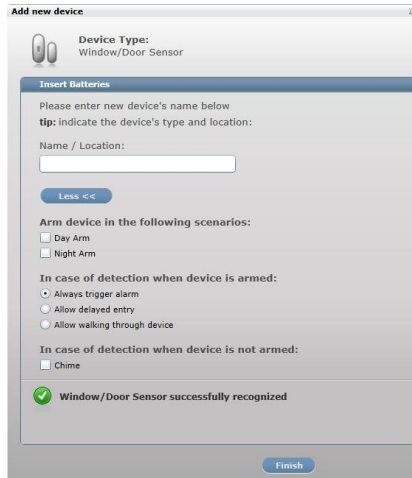 Add new device
Device Type:
Window/Door Sensor
Insert Batteries
Please enter new device's name below
tip: indicate the device's type and location:
Name / Location:
Less <<
Arm device in the following scenarios:
Day Arm
Night Arm
In case of detection when device is armed:
Always trigger alarm
Allow delayed entry
Allow walking through device
In case of detection when device is not armed:
Chime
Window/Door Sensor successfully recognized
Finish